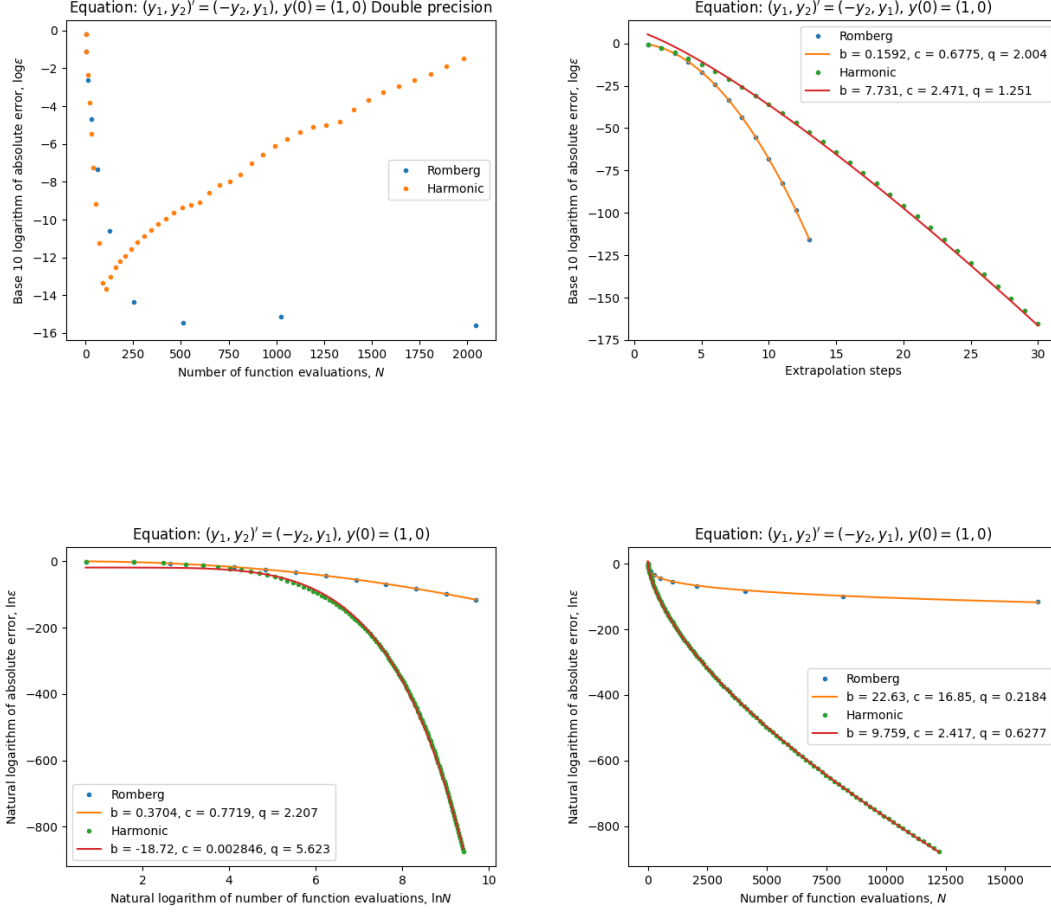 Equation: (y₁, y₂)′ = (−y₂, y₁), y(0) = (1, 0) Double precision
Base 10 logarithm of absolute error, logε
0
−2
−4
−6
−8
−10
−12
−14
−16
Romberg
Harmonic
0 250 500 750 1000 1250 1500 1750 2000
Number of function evaluations, N
Equation: (y₁, y₂)′ = (−y₂, y₁), y(0) = (1, 0)
Base 10 logarithm of absolute error, logε
0
−25
−50
−75
−100
−125
−150
−175
Romberg
b = 0.1592, c = 0.6775, q = 2.004
Harmonic
b = 7.731, c = 2.471, q = 1.251
0 5 10 15 20 25 30
Extrapolation steps
Equation: (y₁, y₂)′ = (−y₂, y₁), y(0) = (1, 0)
Natural logarithm of absolute error, lnε
0
−200
−400
−600
−800
Romberg
b = 0.3704, c = 0.7719, q = 2.207
Harmonic
b = -18.72, c = 0.002846, q = 5.623
2 4 6 8 10
Natural logarithm of number of function evaluations, lnN
Equation: (y₁, y₂)′ = (−y₂, y₁), y(0) = (1, 0)
Natural logarithm of absolute error, lnε
0
−200
−400
−600
−800
Romberg
b = 22.63, c = 16.85, q = 0.2184
Harmonic
b = 9.759, c = 2.417, q = 0.6277
0 2500 5000 7500 10000 12500 15000
Number of function evaluations, N